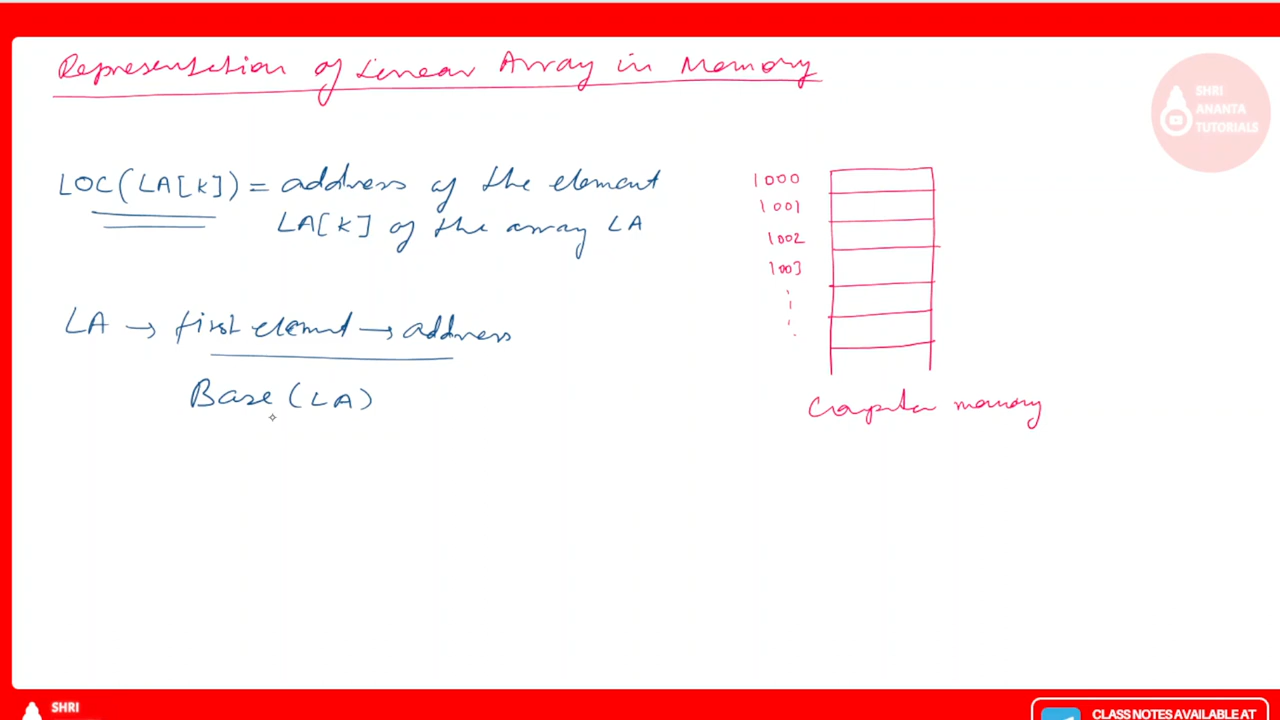 Representation of Linear Array in Memory
SHRI
ANANTA
TUTORIALS
LOC(LA[K]) = address of the element
LA[K] of the array LA
1000
1001
1002
1003
LA → first element → address
Base(LA)
Computer memory
SHRI
CLASS NOTES AVAILABLE AT